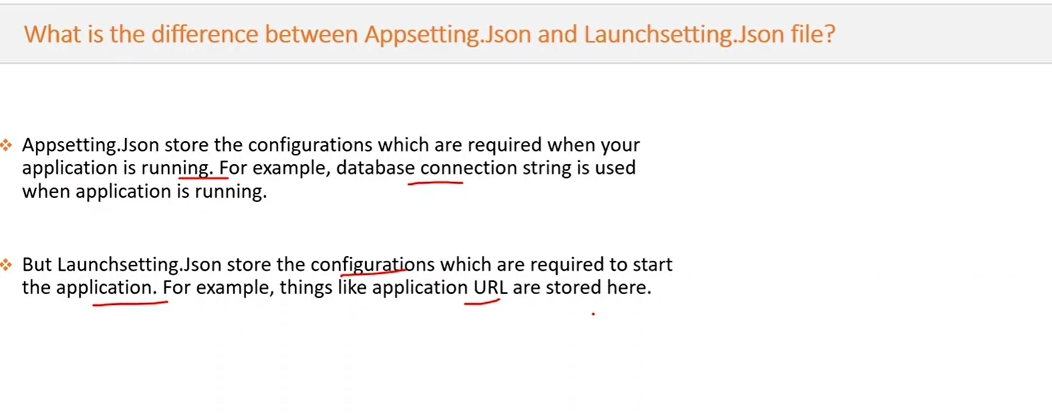 What is the difference between Appsetting.Json and Launchsetting.Json file?
Appsetting.Json store the configurations which are required when your
application is running. For example, database connection string is used
when application is running.
But Launchsetting.Json store the configurations which are required to start
the application. For example, things like application URL are stored here.